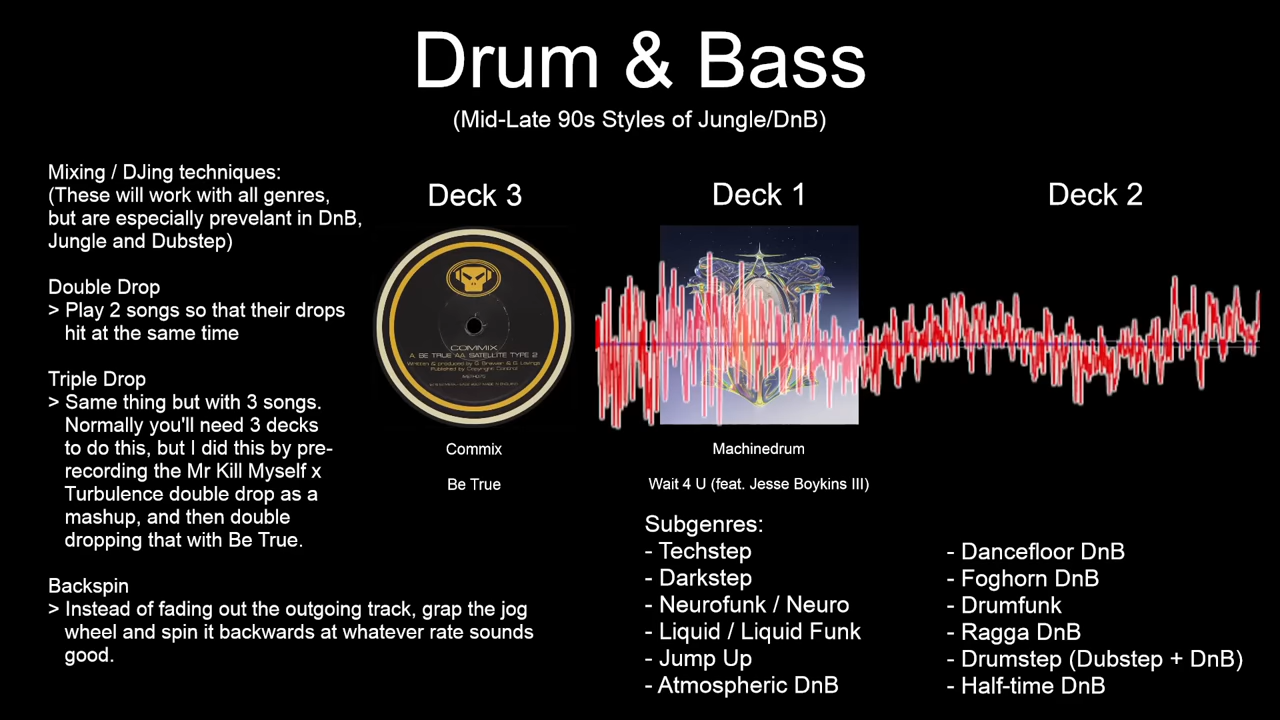 Drum & Bass
(Mid-Late 90s Styles of Jungle/DnB)
Mixing / DJing techniques:
(These will work with all genres,
but are especially prevelant in DnB,
Jungle and Dubstep)
Double Drop
> Play 2 songs so that their drops
hit at the same time
Triple Drop
> Same thing but with 3 songs.
Normally you'll need 3 decks
to do this, but I did this by pre-
recording the Mr Kill Myself x
Turbulence double drop as a
mashup, and then double
dropping that with Be True.
Backspin
> Instead of fading out the outgoing track, grap the jog
wheel and spin it backwards at whatever rate sounds
good.
Deck 3
COMMIX
A. BE TRUE AA. SATELLITE TYPE 2
Published by Copyright Control
Commix
Be True
Deck 1
Machinedrum
Wait 4 U (feat. Jesse Boykins III)
Deck 2
Subgenres:
- Techstep
- Darkstep
- Neurofunk / Neuro
- Liquid / Liquid Funk
- Jump Up
- Atmospheric DnB
- Dancefloor DnB
- Foghorn DnB
- Drumfunk
- Ragga DnB
- Drumstep (Dubstep + DnB)
- Half-time DnB